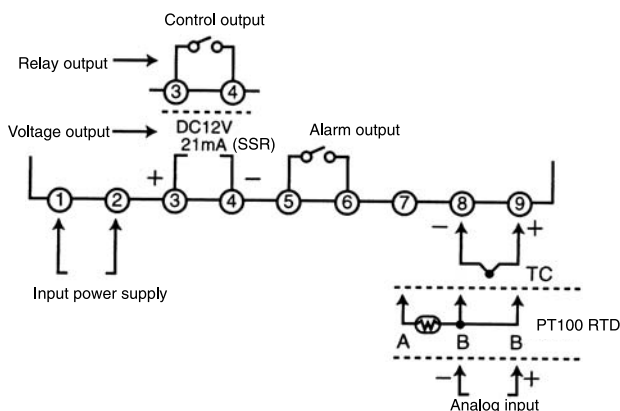 Control output
Relay output
3 4
Voltage output
DC12V
21mA (SSR)
Alarm output
+ − − +
1 2 3 4 5 6 7 8 9
Input power supply
TC
PT100 RTD
A B B
− +
Analog input